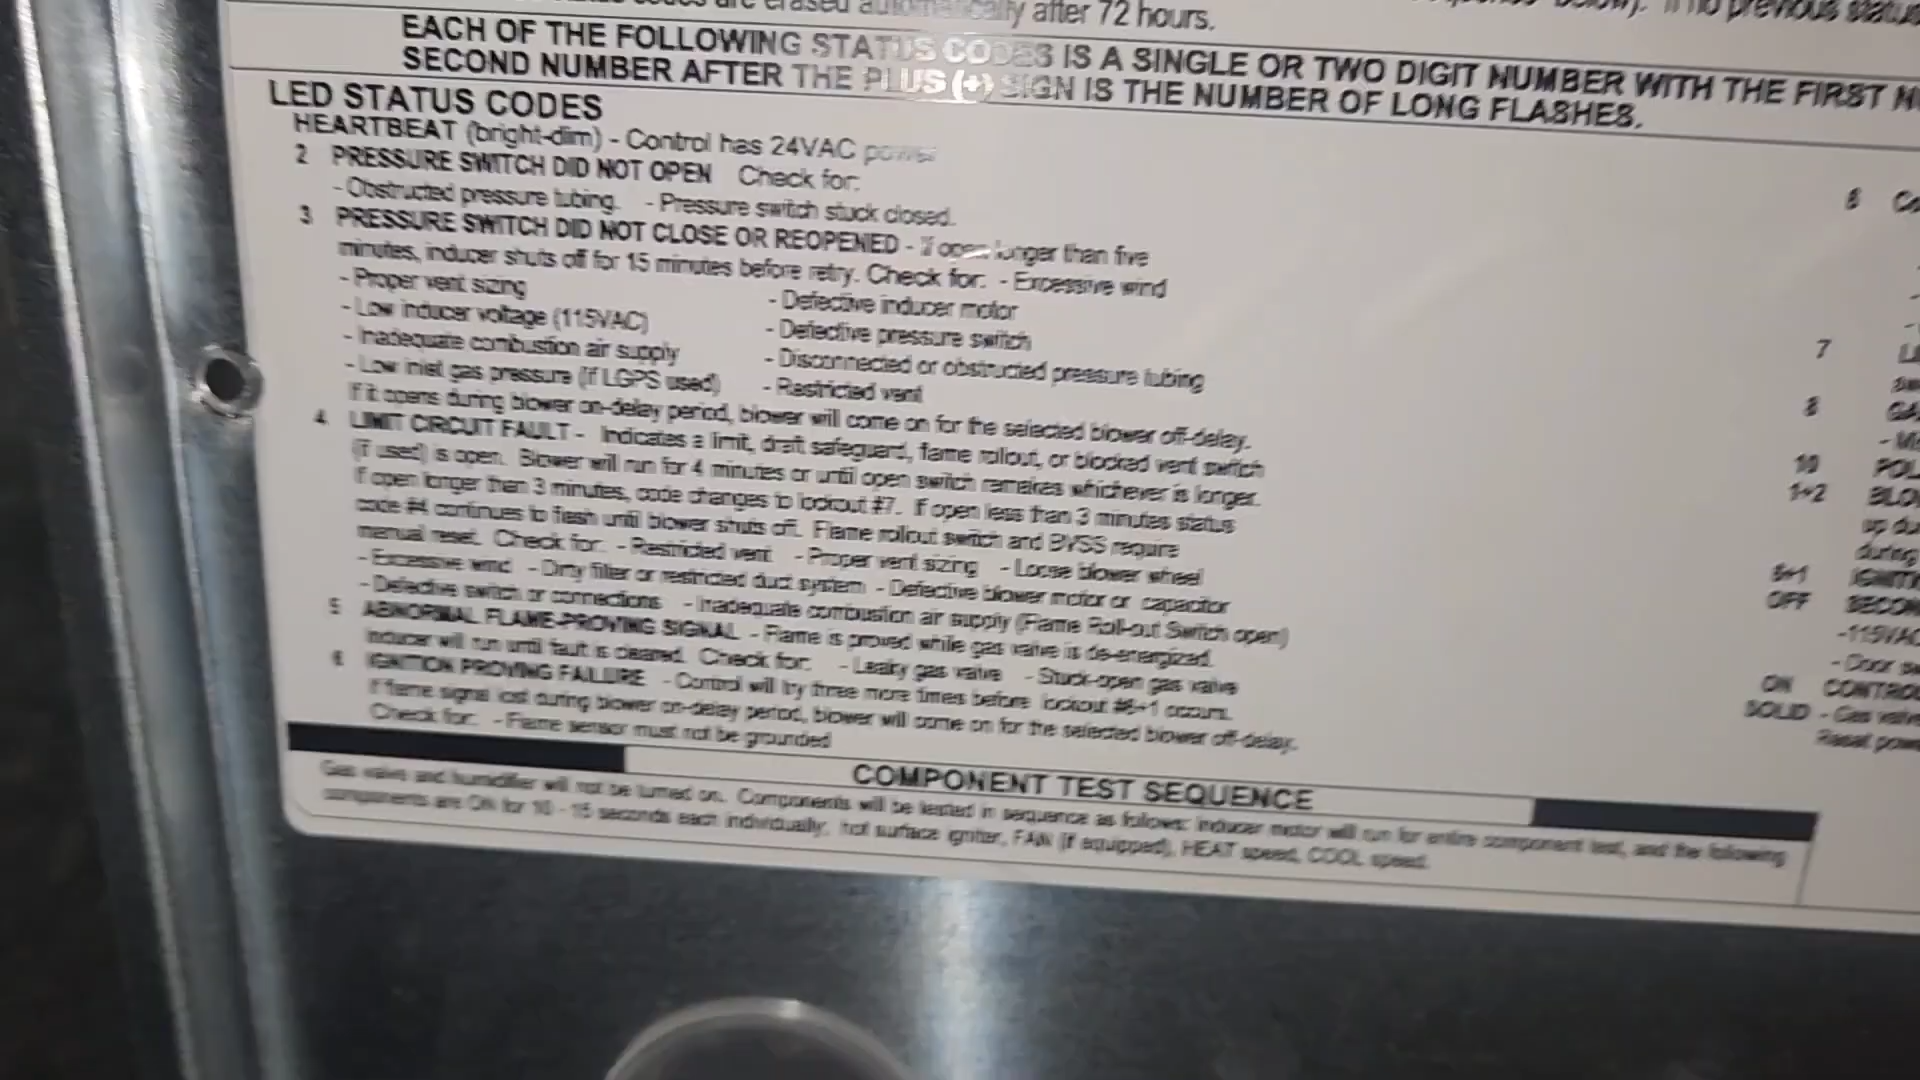 are erased automatically after 72 hours.
below). If no previous status
EACH OF THE FOLLOWING STATUS CODES IS A SINGLE OR TWO DIGIT NUMBER WITH THE FIRST
SECOND NUMBER AFTER THE PLUS (+) SIGN IS THE NUMBER OF LONG FLASHES.
LED STATUS CODES
HEARTBEAT (bright-dim) - Control has 24VAC power
2 PRESSURE SWITCH DID NOT OPEN Check for:
- Obstructed pressure tubing. - Pressure switch stuck closed.
3 PRESSURE SWITCH DID NOT CLOSE OR REOPENED - If open longer than five
minutes, inducer shuts off for 15 minutes before retry. Check for: - Excessive wind
- Proper vent sizing - Defective inducer motor
- Low inducer voltage (115VAC) - Defective pressure switch
- Inadequate combustion air supply - Disconnected or obstructed pressure tubing
- Low inlet gas pressure (if LGPS used) - Restricted vent
If it opens during blower on-delay period, blower will come on for the selected blower off-delay.
4 LIMIT CIRCUIT FAULT - Indicates a limit, draft safeguard, flame rollout, or blocked vent switch
(if used) is open. Blower will run for 4 minutes or until open switch remakes whichever is longer.
If open longer than 3 minutes, code changes to lockout #7. If open less than 3 minutes status
code #4 continues to flash until blower shuts off. Flame rollout switch and BVSS require
manual reset. Check for: - Restricted vent - Proper vent sizing - Loose blower wheel
- Excessive wind - Dirty filter or restricted duct system - Defective blower motor or capacitor
- Defective switch or connections - Inadequate combustion air supply (Flame Roll-out Switch open)
5 ABNORMAL FLAME-PROVING SIGNAL - Flame is proved while gas valve is de-energized.
Inducer will run until fault is cleared. Check for: - Leaky gas valve - Stuck-open gas valve
6 IGNITION PROVING FAILURE - Control will try three more times before lockout #6+1 occurs.
If flame signal lost during blower on-delay period, blower will come on for the selected blower off-delay.
Check for: - Flame sensor must not be grounded
7
8
10
1+2
up
during
6+1
OFF
-115VAC
- Door
ON
SOLID - Gas valve
Reset
COMPONENT TEST SEQUENCE
Gas valve and humidifier will not be turned on. Components will be tested in sequence as follows: inducer motor will run for entire component test, and the following
components are ON for 10 - 15 seconds each individually; hot surface igniter, FAN (if equipped), HEAT speed, COOL speed.